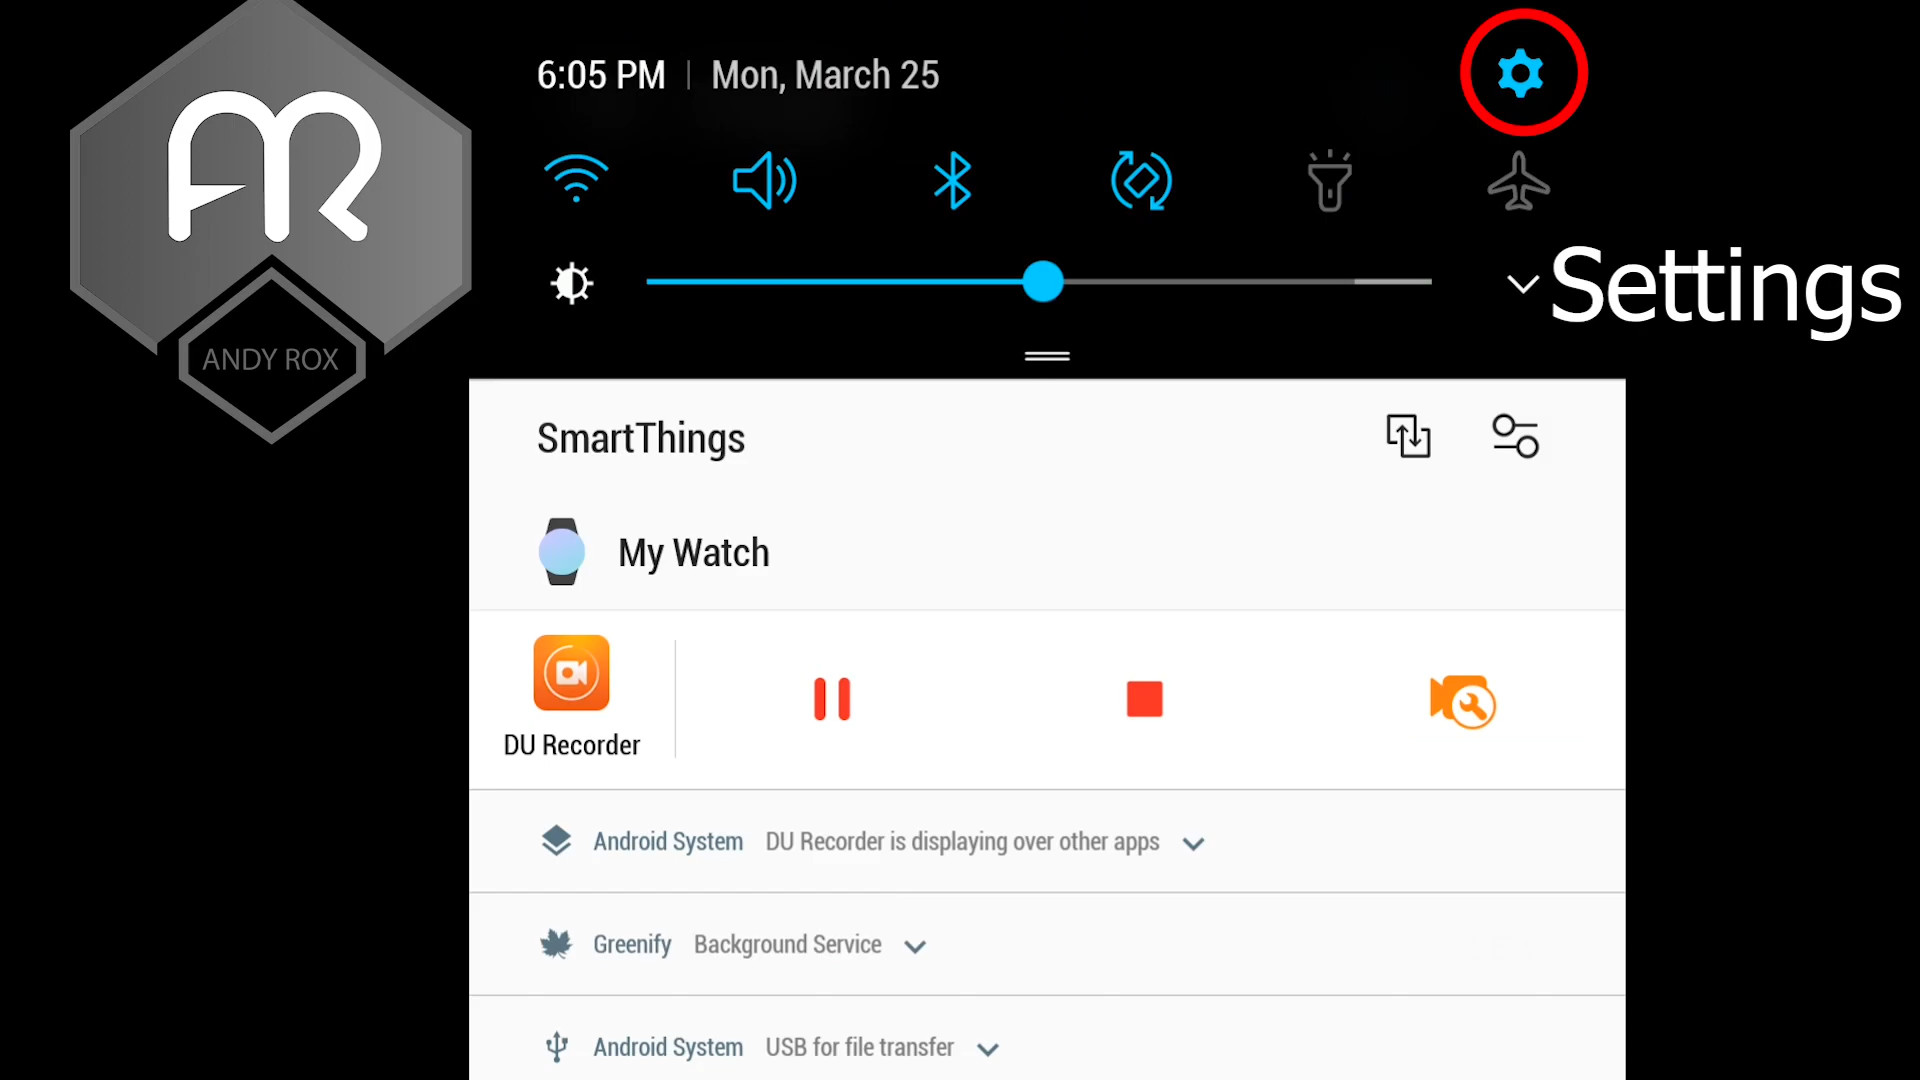 6:05 PM | Mon, March 25
Settings
ANDY ROX
SmartThings
My Watch
DU Recorder
Android System DU Recorder is displaying over other apps
Greenify Background Service
Android System USB for file transfer